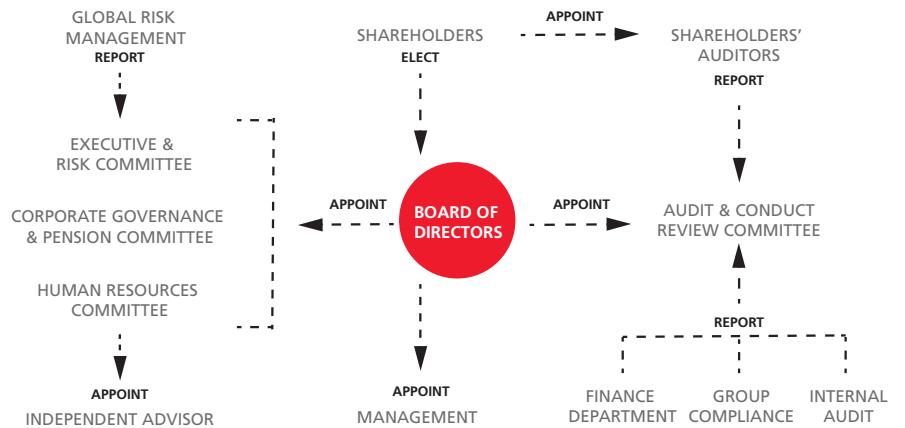 GLOBAL RISK
MANAGEMENT
REPORT
EXECUTIVE &
RISK COMMITTEE
CORPORATE GOVERNANCE
& PENSION COMMITTEE
HUMAN RESOURCES
COMMITTEE
APPOINT
INDEPENDENT ADVISOR
APPOINT
SHAREHOLDERS
ELECT
BOARD OF
DIRECTORS
APPOINT
MANAGEMENT
APPOINT
APPOINT
SHAREHOLDERS’
AUDITORS
REPORT
AUDIT & CONDUCT
REVIEW COMMITTEE
REPORT
FINANCE
DEPARTMENT
GROUP
COMPLIANCE
INTERNAL
AUDIT